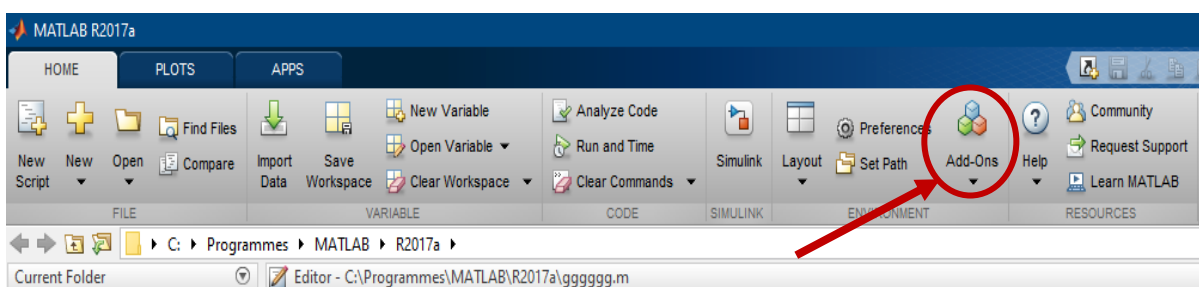 MATLAB R2017a
HOME PLOTS APPS
New Script
New
Open
Find Files
Compare
Import Data
Save Workspace
New Variable
Open Variable
Clear Workspace
Analyze Code
Run and Time
Clear Commands
Simulink
Layout
Preferences
Set Path
Add-Ons
?
Help
Community
Request Support
Learn MATLAB
FILE VARIABLE CODE SIMULINK ENVIRONMENT RESOURCES
C: Programmes MATLAB R2017a
Current Folder
Editor - C:\Programmes\MATLAB\R2017a\gggggg.m